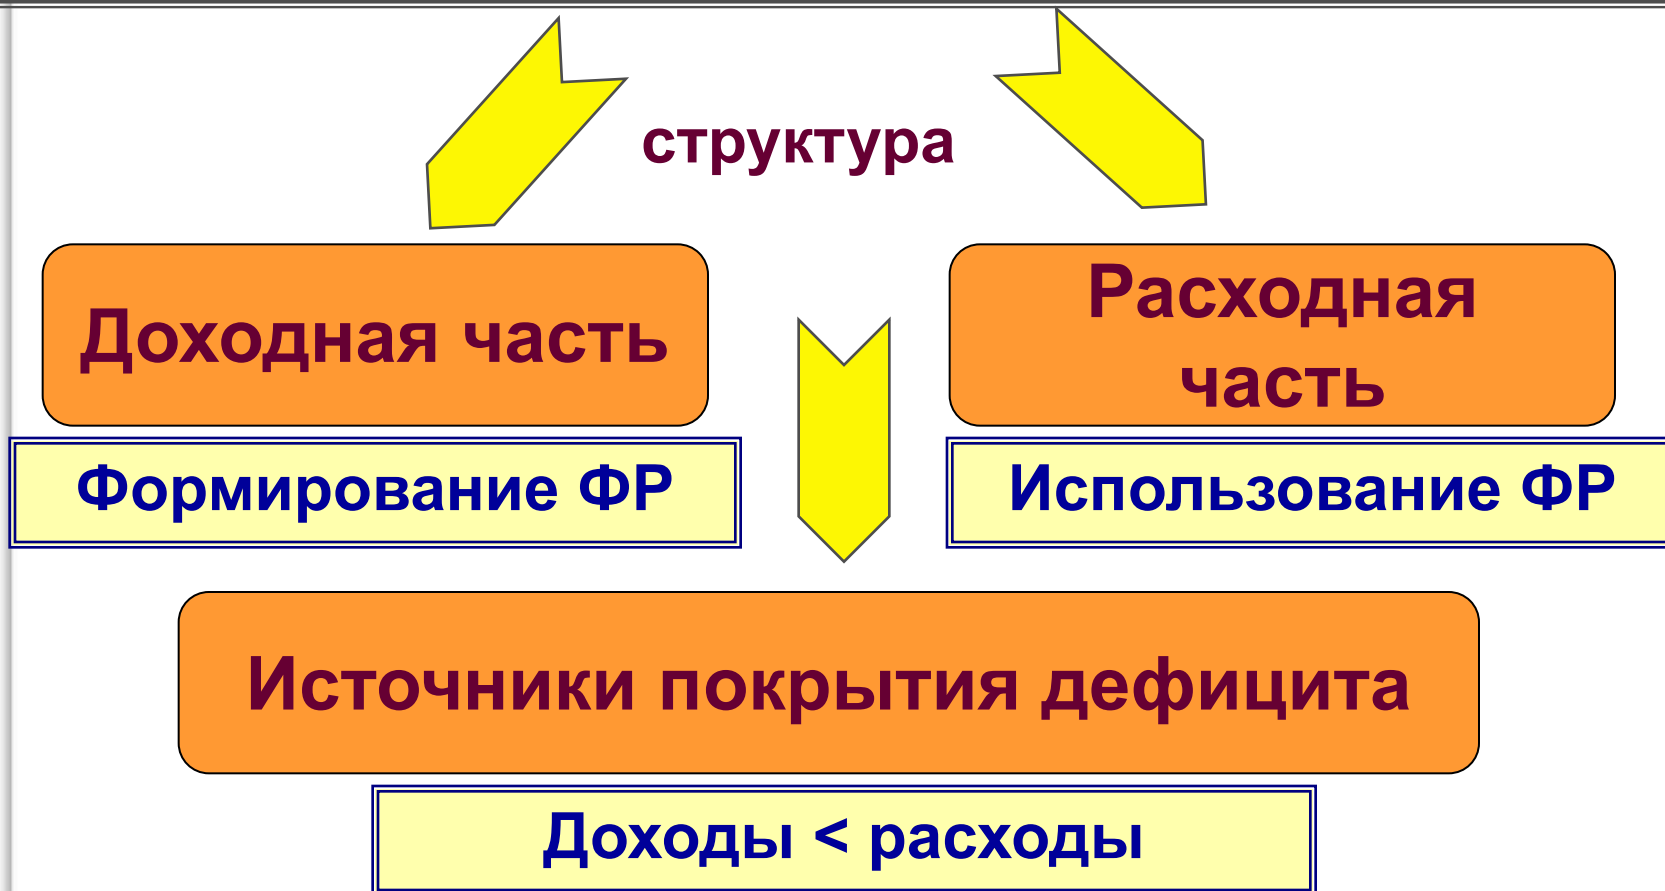 структура
Доходная часть
Расходная
часть
Формирование ФР
Использование ФР
Источники покрытия дефицита
Доходы < расходы